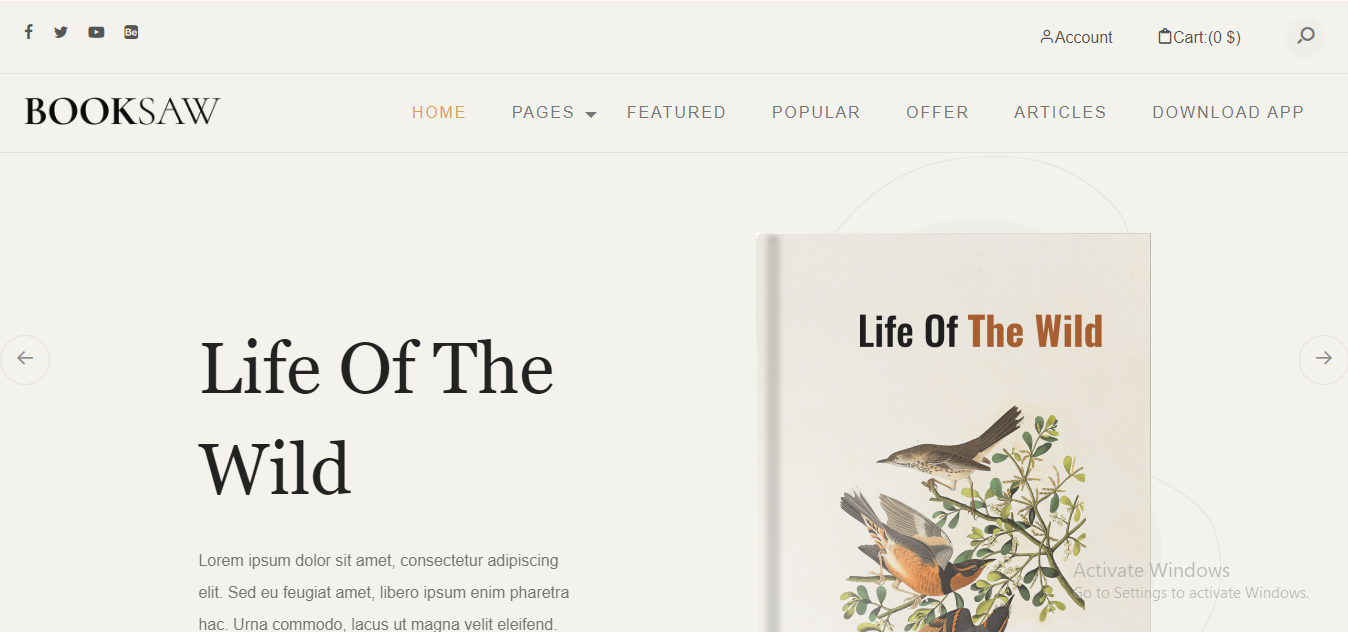 Account
Cart:(0 $)
BOOKSAW
HOME
PAGES
FEATURED
POPULAR
OFFER
ARTICLES
DOWNLOAD APP
Life Of The
Wild
Lorem ipsum dolor sit amet, consectetur adipiscing
elit. Sed eu feugiat amet, libero ipsum enim pharetra
hac. Urna commodo, lacus ut magna velit eleifend.
Life Of The Wild
Activate Windows
Go to Settings to activate Windows.